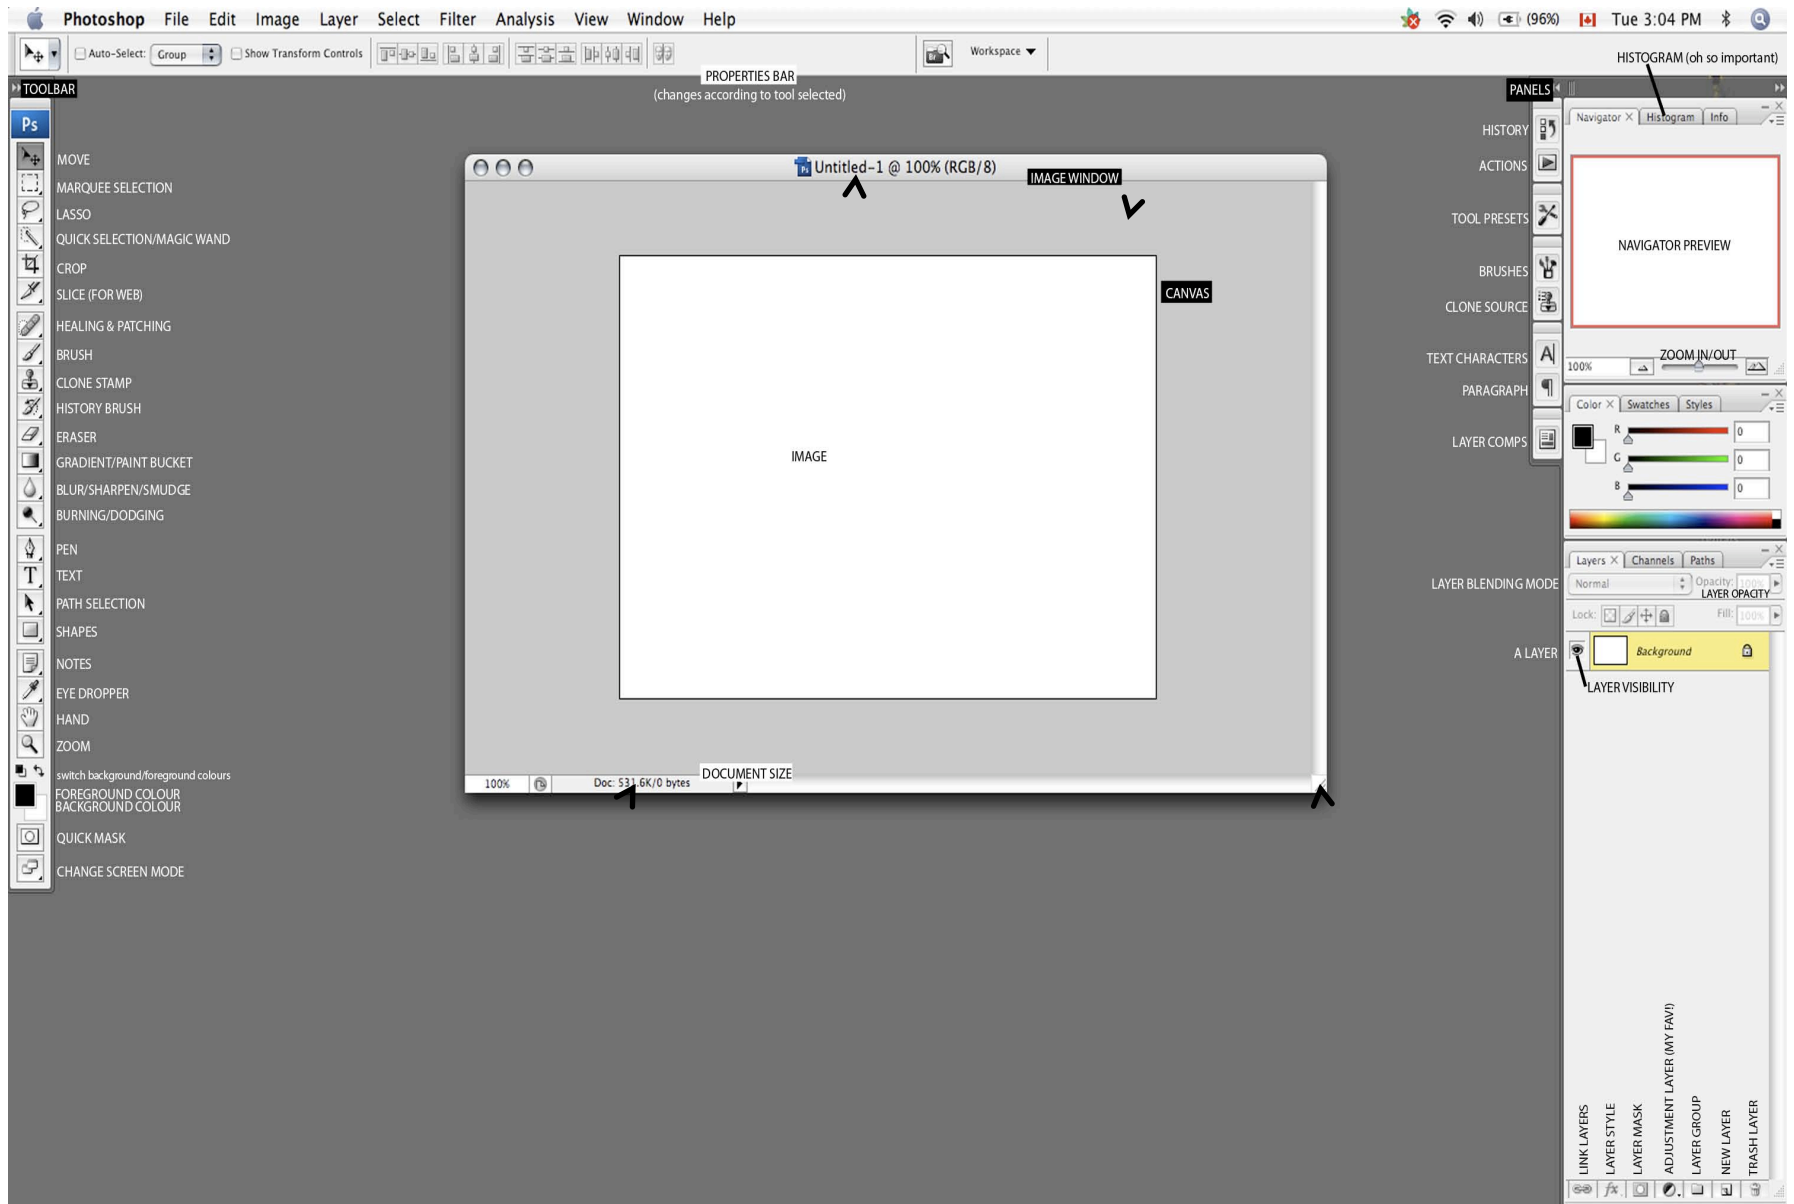 Photoshop File Edit Image Layer Select Filter Analysis View Window Help (96%) Tue 3:04 PM
Auto-Select: Group Show Transform Controls Workspace
HISTOGRAM (oh so important)
PROPERTIES BAR
(changes according to tool selected)
TOOLBAR
Ps
MOVE
MARQUEE SELECTION
LASSO
QUICK SELECTION/MAGIC WAND
CROP
SLICE (FOR WEB)
HEALING & PATCHING
BRUSH
CLONE STAMP
HISTORY BRUSH
ERASER
GRADIENT/PAINT BUCKET
BLUR/SHARPEN/SMUDGE
BURNING/DODGING
PEN
T TEXT
PATH SELECTION
SHAPES
NOTES
EYE DROPPER
HAND
ZOOM
switch background/foreground colours
FOREGROUND COLOUR
BACKGROUND COLOUR
QUICK MASK
CHANGE SCREEN MODE
Untitled-1 @ 100% (RGB/8)
IMAGE WINDOW
CANVAS
IMAGE
DOCUMENT SIZE
100% Doc: 531.6K/0 bytes
PANELS
HISTORY
ACTIONS
TOOL PRESETS
BRUSHES
CLONE SOURCE
TEXT CHARACTERS A
PARAGRAPH ¶
LAYER COMPS
LAYER BLENDING MODE
A LAYER
Navigator Histogram Info
NAVIGATOR PREVIEW
ZOOM IN/OUT
100%
Color Swatches Styles
R 0
G 0
B 0
Layers Channels Paths
Normal Opacity: 100%
LAYER OPACITY
Lock: Fill: 100%
Background
LAYER VISIBILITY
LINK LAYERS
LAYER STYLE
LAYER MASK
ADJUSTMENT LAYER (MY FAV!)
LAYER GROUP
NEW LAYER
TRASH LAYER
fx